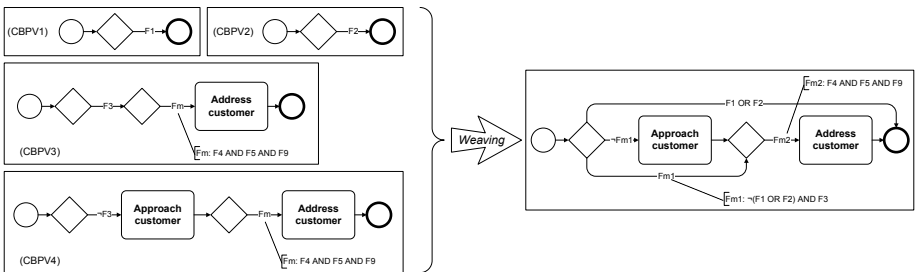 (CBPV1)
F1
(CBPV2)
F2
F3
Fm
Address
customer
Fm: F4 AND F5 AND F9
(CBPV3)
¬F3
Approach
customer
Fm
Address
customer
Fm: F4 AND F5 AND F9
(CBPV4)
Weaving
Fm2: F4 AND F5 AND F9
F1 OR F2
¬Fm1
Approach
customer
Fm2
Address
customer
Fm1
Fm1: ¬(F1 OR F2) AND F3